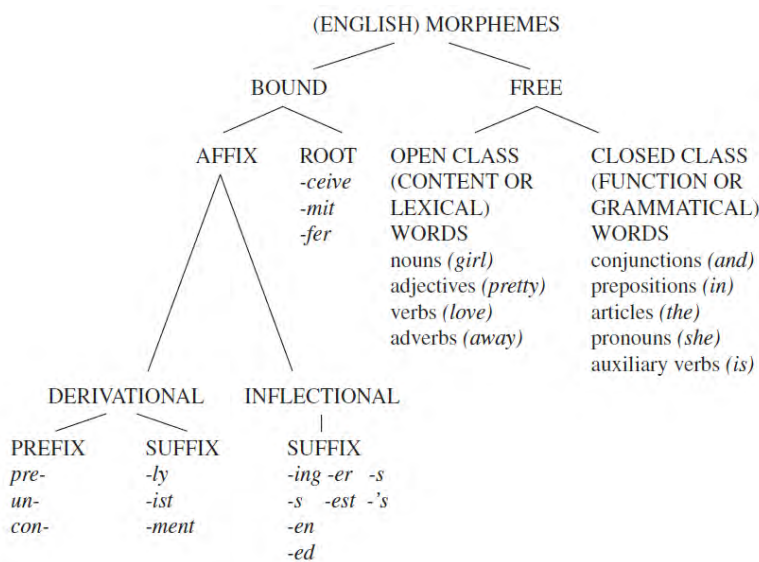 (ENGLISH) MORPHEMES
BOUND
FREE
AFFIX
ROOT
-ceive
-mit
-fer
OPEN CLASS
(CONTENT OR
LEXICAL)
WORDS
nouns (girl)
adjectives (pretty)
verbs (love)
adverbs (away)
CLOSED CLASS
(FUNCTION OR
GRAMMATICAL)
WORDS
conjunctions (and)
prepositions (in)
articles (the)
pronouns (she)
auxiliary verbs (is)
DERIVATIONAL
INFLECTIONAL
PREFIX
pre-
un-
con-
SUFFIX
-ly
-ist
-ment
SUFFIX
-ing -er -s
-s -est -'s
-en
-ed